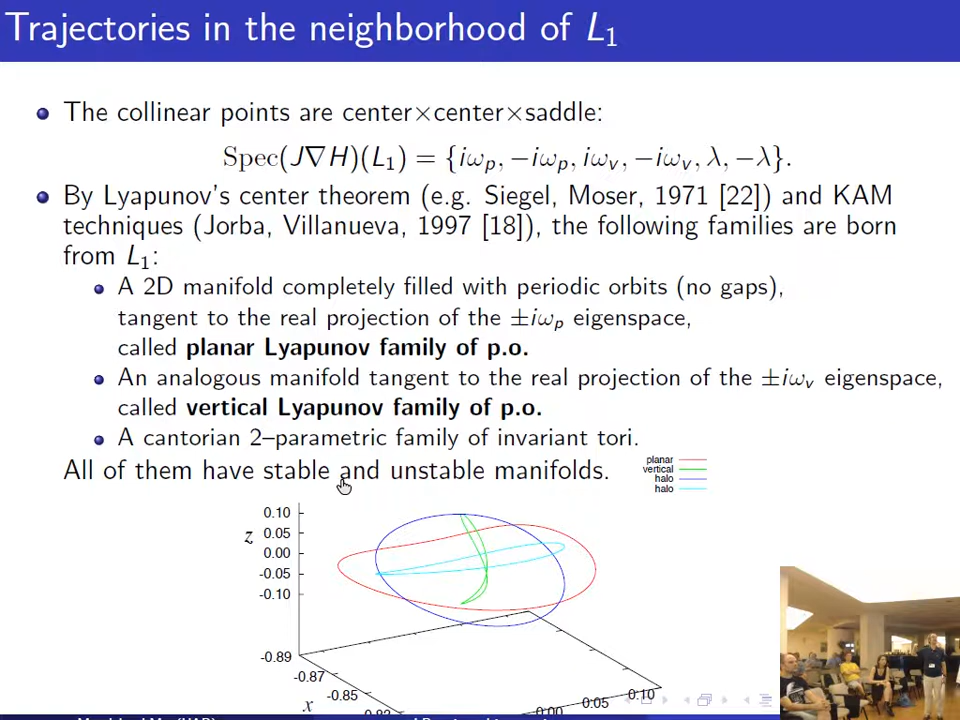 Trajectories in the neighborhood of L₁
The collinear points are center×center×saddle:
Spec(J∇H)(L₁) = {iωₚ, −iωₚ, iωᵥ, −iωᵥ, λ, −λ}.
By Lyapunov's center theorem (e.g. Siegel, Moser, 1971 [22]) and KAM
techniques (Jorba, Villanueva, 1997 [18]), the following families are born
from L₁:
A 2D manifold completely filled with periodic orbits (no gaps),
tangent to the real projection of the ±iωₚ eigenspace,
called planar Lyapunov family of p.o.
An analogous manifold tangent to the real projection of the ±iωᵥ eigenspace,
called vertical Lyapunov family of p.o.
A cantorian 2–parametric family of invariant tori.
All of them have stable and unstable manifolds.
planar
vertical
halo
halo
0.10
z 0.05
0.00
-0.05
-0.10
-0.89
-0.87
-0.85
x
0.10
0.05
0.00